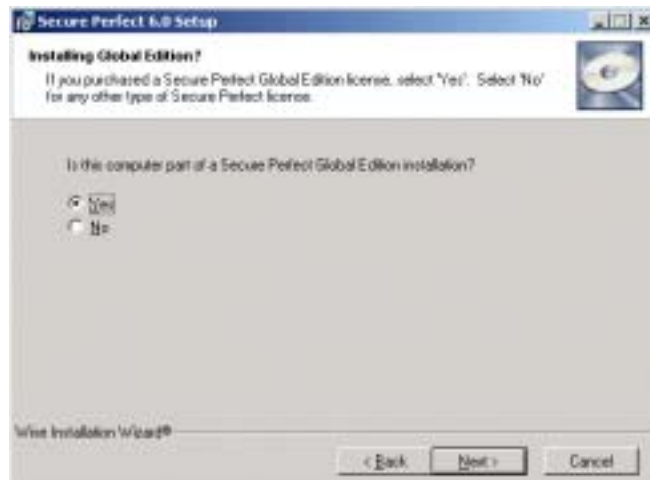 Secure Perfect 6.0 Setup
Installing Global Edition?
If you purchased a Secure Perfect Global Edition license, select 'Yes'. Select 'No'
for any other type of Secure Perfect license.
Is this computer part of a Secure Perfect Global Edition installation?
Yes
No
Wise Installation Wizard®
< Back
Next >
Cancel